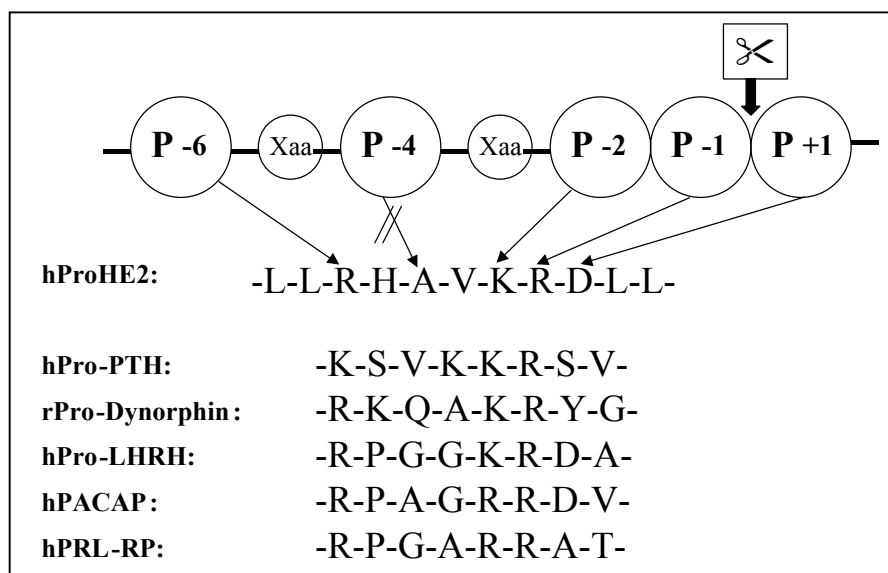 P -6 Xaa P -4 Xaa P -2 P -1 P +1
hProHE2: -L-L-R-H-A-V-K-R-D-L-L-
hPro-PTH: -K-S-V-K-K-R-S-V-
rPro-Dynorphin: -R-K-Q-A-K-R-Y-G-
hPro-LHRH: -R-P-G-G-K-R-D-A-
hPACAP: -R-P-A-G-R-R-D-V-
hPRL-RP: -R-P-G-A-R-R-A-T-